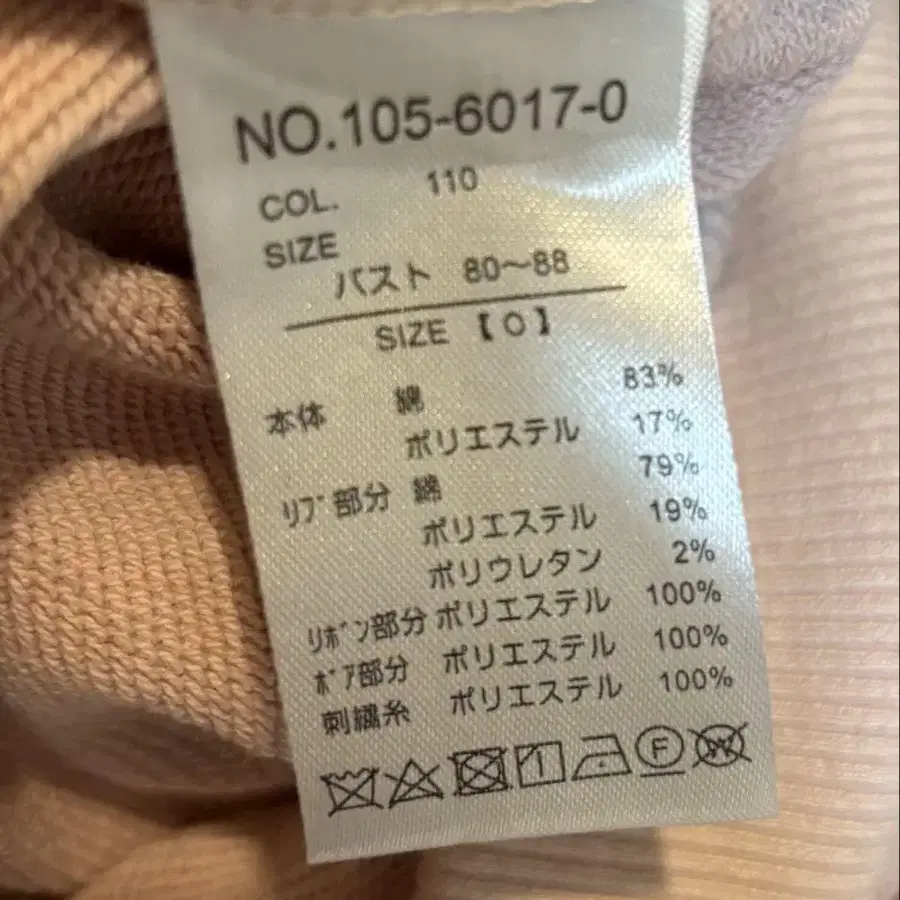 NO.105-6017-0
COL. 110
SIZE
バスト 80～88
SIZE 【0】
本体 綿 83%
ポリエステル 17%
リブ部分 綿 79%
ポリエステル 19%
ポリウレタン 2%
リボン部分 ポリエステル 100%
ボア部分 ポリエステル 100%
刺繍糸 ポリエステル 100%
F W